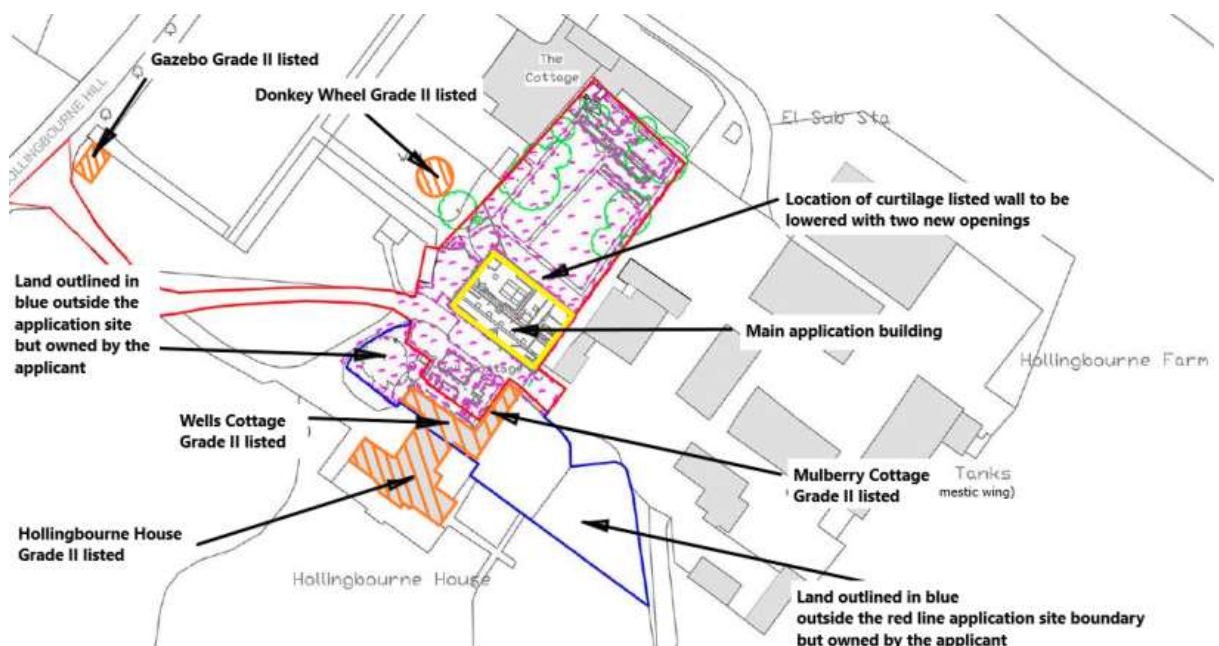 Gazebo Grade II listed
The
Cottage
Donkey Wheel Grade II listed
El Sub Sta
OLLINGBOURNE HILL
Location of curtilage listed wall to be
lowered with two new openings
Land outlined in
blue outside the
application site
but owned by the
applicant
Main application building
Hollingbourne Farm
Cottage
Wells Cottage
Grade II listed
Mulberry Cottage
Grade II listed
Tanks
mestic wing)
Hollingbourne House
Grade II listed
Hollingbourne House
Land outlined in blue
outside the red line application site boundary
but owned by the applicant